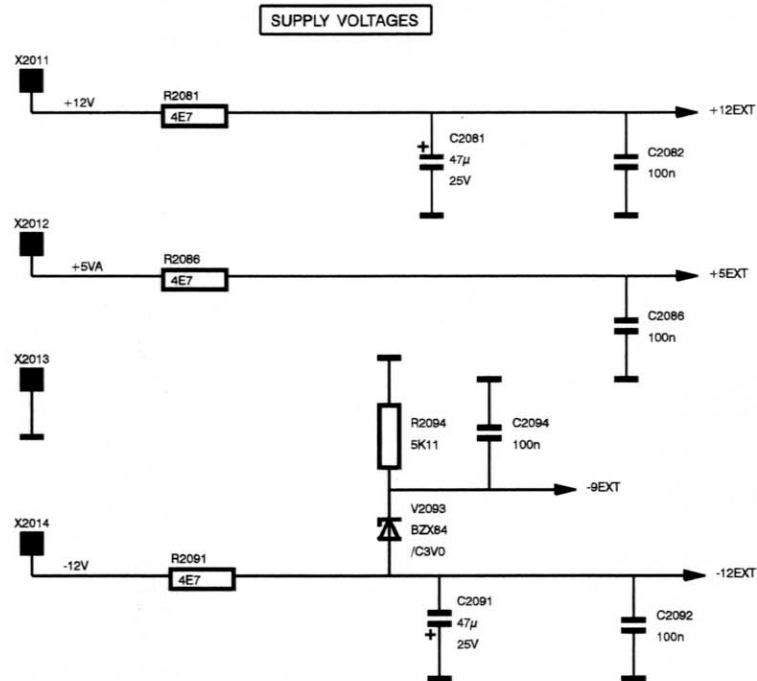 SUPPLY VOLTAGES
X2011
+12V
R2081
4E7
+12EXT
C2081
+
47µ
25V
C2082
100n
X2012
+5VA
R2086
4E7
+5EXT
C2086
100n
X2013
R2094
5K11
C2094
100n
-9EXT
V2093
BZX84
/C3V0
X2014
-12V
R2091
4E7
-12EXT
C2091
47µ
+
25V
C2092
100n